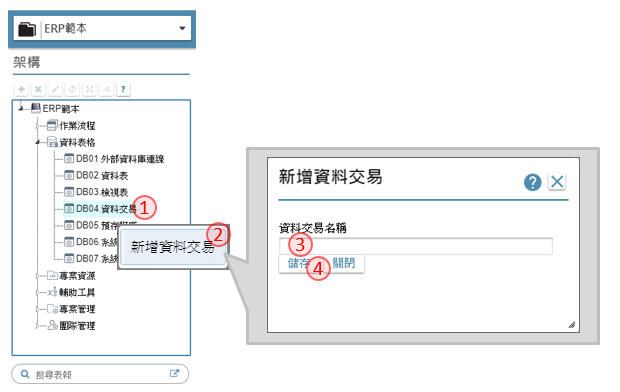 ERP範本
架構
?
ERP範本
作業流程
資料表格
DB01.外部資料庫連線
DB02.資料表
DB03.檢視表
DB04.資料交易
1
DB05.預存
DB06.系統
DB07.系統
專案資源
輔助工具
專案管理
團隊管理
搜尋表報
新增資料交易
2
新增資料交易
?
資料交易名稱
3
儲存
4
關閉